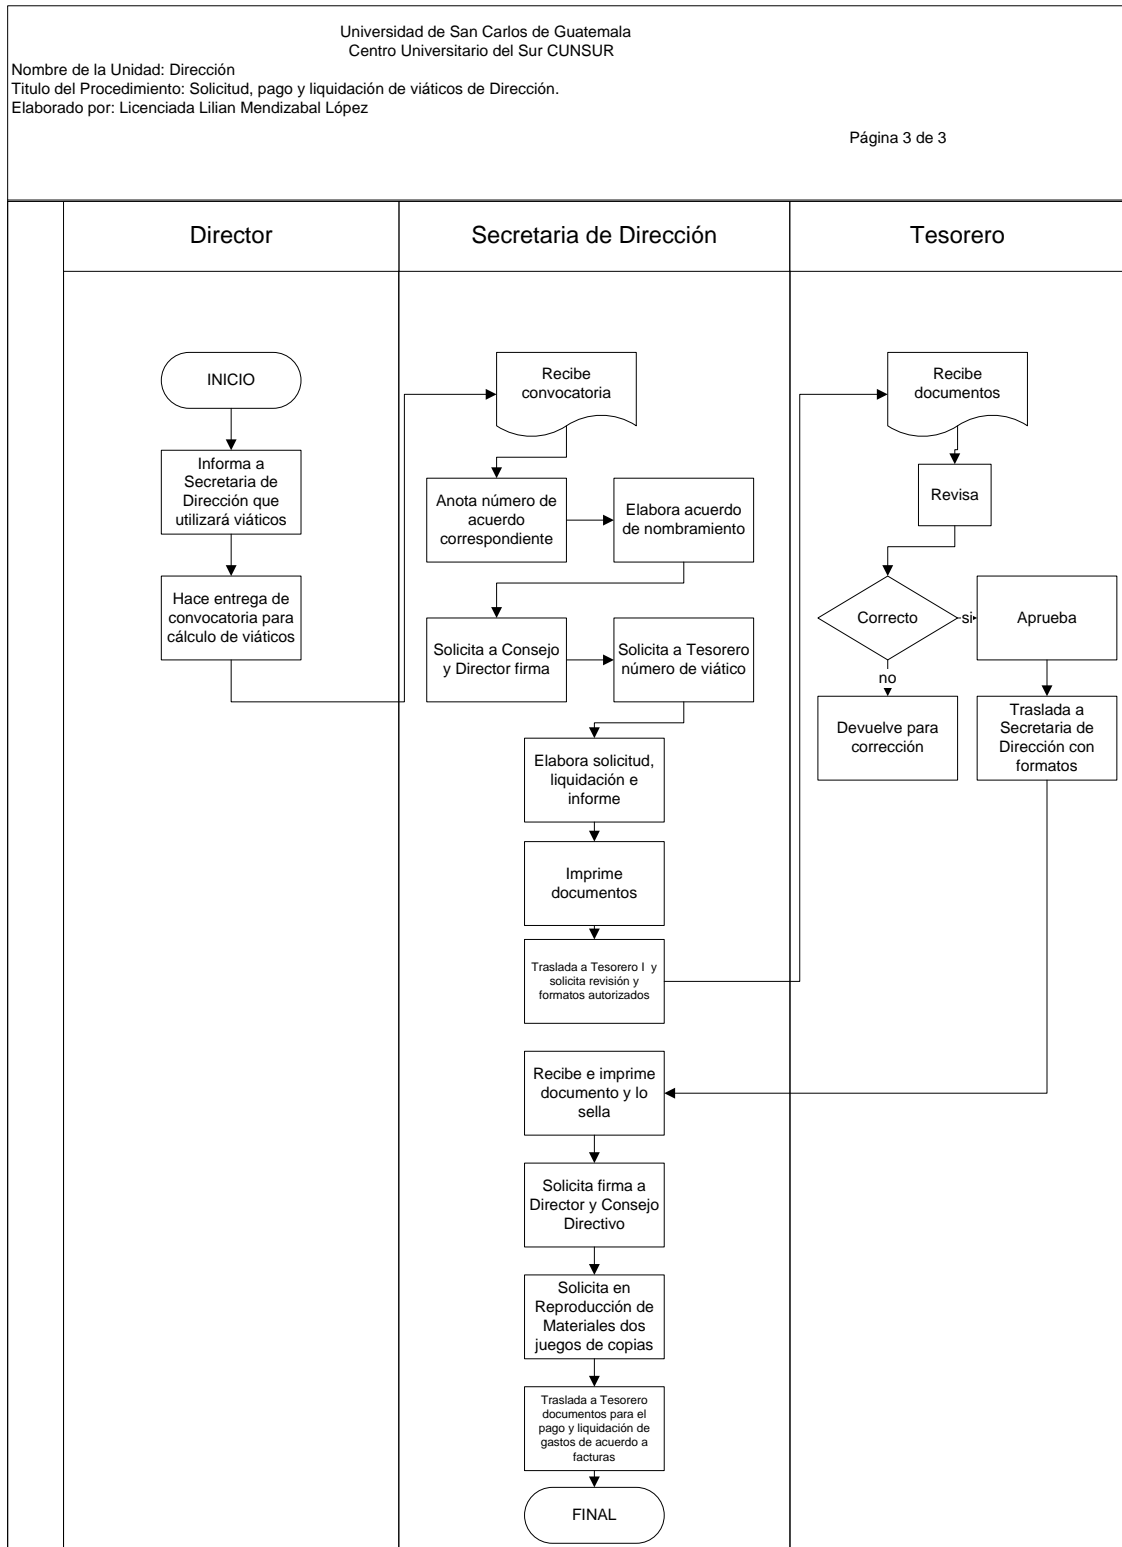 Universidad de San Carlos de Guatemala
Centro Universitario del Sur CUNSUR
Nombre de la Unidad: Dirección
Titulo del Procedimiento: Solicitud, pago y liquidación de viáticos de Dirección.
Elaborado por: Licenciada Lilian Mendizabal López
Página 3 de 3
Director
Secretaria de Dirección
Tesorero
INICIO
Informa a
Secretaria de
Dirección que
utilizará viáticos
Hace entrega de
convocatoria para
cálculo de viáticos
Recibe
convocatoria
Anota número de
acuerdo
correspondiente
Elabora acuerdo
de nombramiento
Solicita a Consejo
y Director firma
Solicita a Tesorero
número de viático
Elabora solicitud,
liquidación e
informe
Imprime
documentos
Traslada a Tesorero I y
solicita revisión y
formatos autorizados
Recibe
documentos
Revisa
Correcto
si
Aprueba
no
Devuelve para
corrección
Traslada a
Secretaria de
Dirección con
formatos
Recibe e imprime
documento y lo
sella
Solicita firma a
Director y Consejo
Directivo
Solicita en
Reproducción de
Materiales dos
juegos de copias
Traslada a Tesorero
documentos para el
pago y liquidación de
gastos de acuerdo a
facturas
FINAL